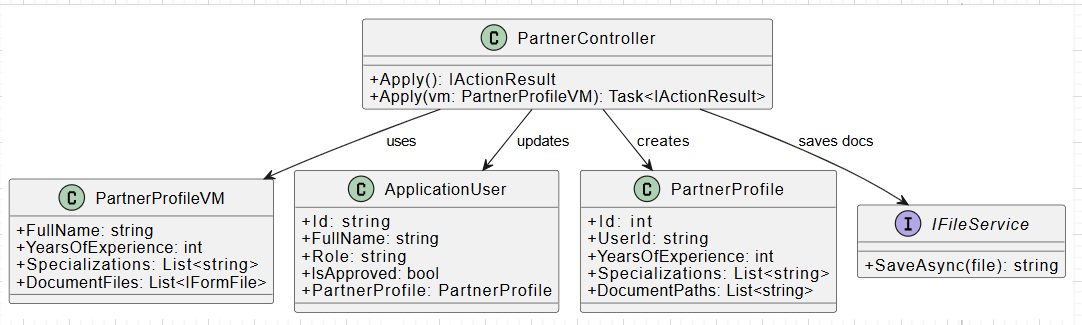 C PartnerController
+Apply(): IActionResult
+Apply(vm: PartnerProfileVM): Task<IActionResult>
uses
updates
creates
saves docs
C PartnerProfileVM
+FullName: string
+YearsOfExperience: int
+Specializations: List<string>
+DocumentFiles: List<IFormFile>
C ApplicationUser
+Id: string
+FullName: string
+Role: string
+IsApproved: bool
+PartnerProfile: PartnerProfile
C PartnerProfile
+Id: int
+UserId: string
+YearsOfExperience: int
+Specializations: List<string>
+DocumentPaths: List<string>
I IFileService
+SaveAsync(file): string